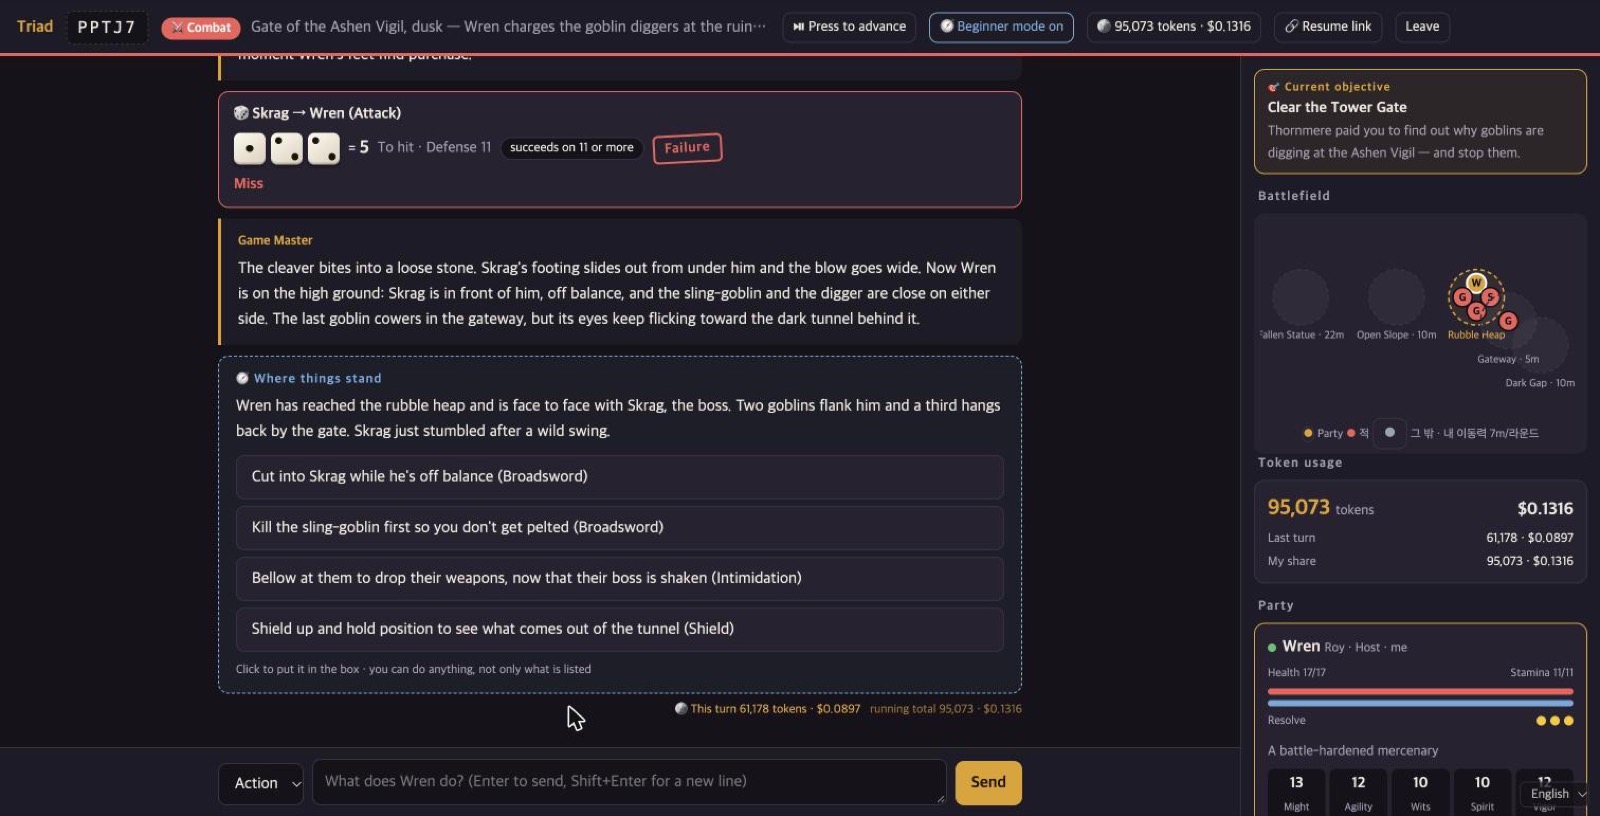 Triad
PPTJ7
Combat
Gate of the Ashen Vigil, dusk — Wren charges the goblin diggers at the ruin···
Press to advance
Beginner mode on
95,073 tokens · $0.1316
Resume link
Leave
moment Wren's feet find purchase.
Skrag → Wren (Attack)
= 5 To hit · Defense 11 succeeds on 11 or more Failure
Miss
Game Master
The cleaver bites into a loose stone. Skrag's footing slides out from under him and the blow goes wide. Now Wren
is on the high ground: Skrag is in front of him, off balance, and the sling-goblin and the digger are close on either
side. The last goblin cowers in the gateway, but its eyes keep flicking toward the dark tunnel behind it.
Where things stand
Wren has reached the rubble heap and is face to face with Skrag, the boss. Two goblins flank him and a third hangs
back by the gate. Skrag just stumbled after a wild swing.
Cut into Skrag while he's off balance (Broadsword)
Kill the sling-goblin first so you don't get pelted (Broadsword)
Bellow at them to drop their weapons, now that their boss is shaken (Intimidation)
Shield up and hold position to see what comes out of the tunnel (Shield)
Click to put it in the box · you can do anything, not only what is listed
This turn 61,178 tokens · $0.0897 running total 95,073 · $0.1316
Action
What does Wren do? (Enter to send, Shift+Enter for a new line)
Send
Current objective
Clear the Tower Gate
Thornmere paid you to find out why goblins are
digging at the Ashen Vigil — and stop them.
Battlefield
W
G S
G
G
Fallen Statue · 22m Open Slope · 10m Rubble Heap
Gateway · 5m
Dark Gap · 10m
Party 적 그 밖 · 내 이동력 7m/라운드
Token usage
95,073 tokens $0.1316
Last turn 61,178 · $0.0897
My share 95,073 · $0.1316
Party
Wren Roy · Host · me
Health 17/17 Stamina 11/11
Resolve
A battle-hardened mercenary
13 12 10 10 12
Might Agility Wits Spirit Vigor
English